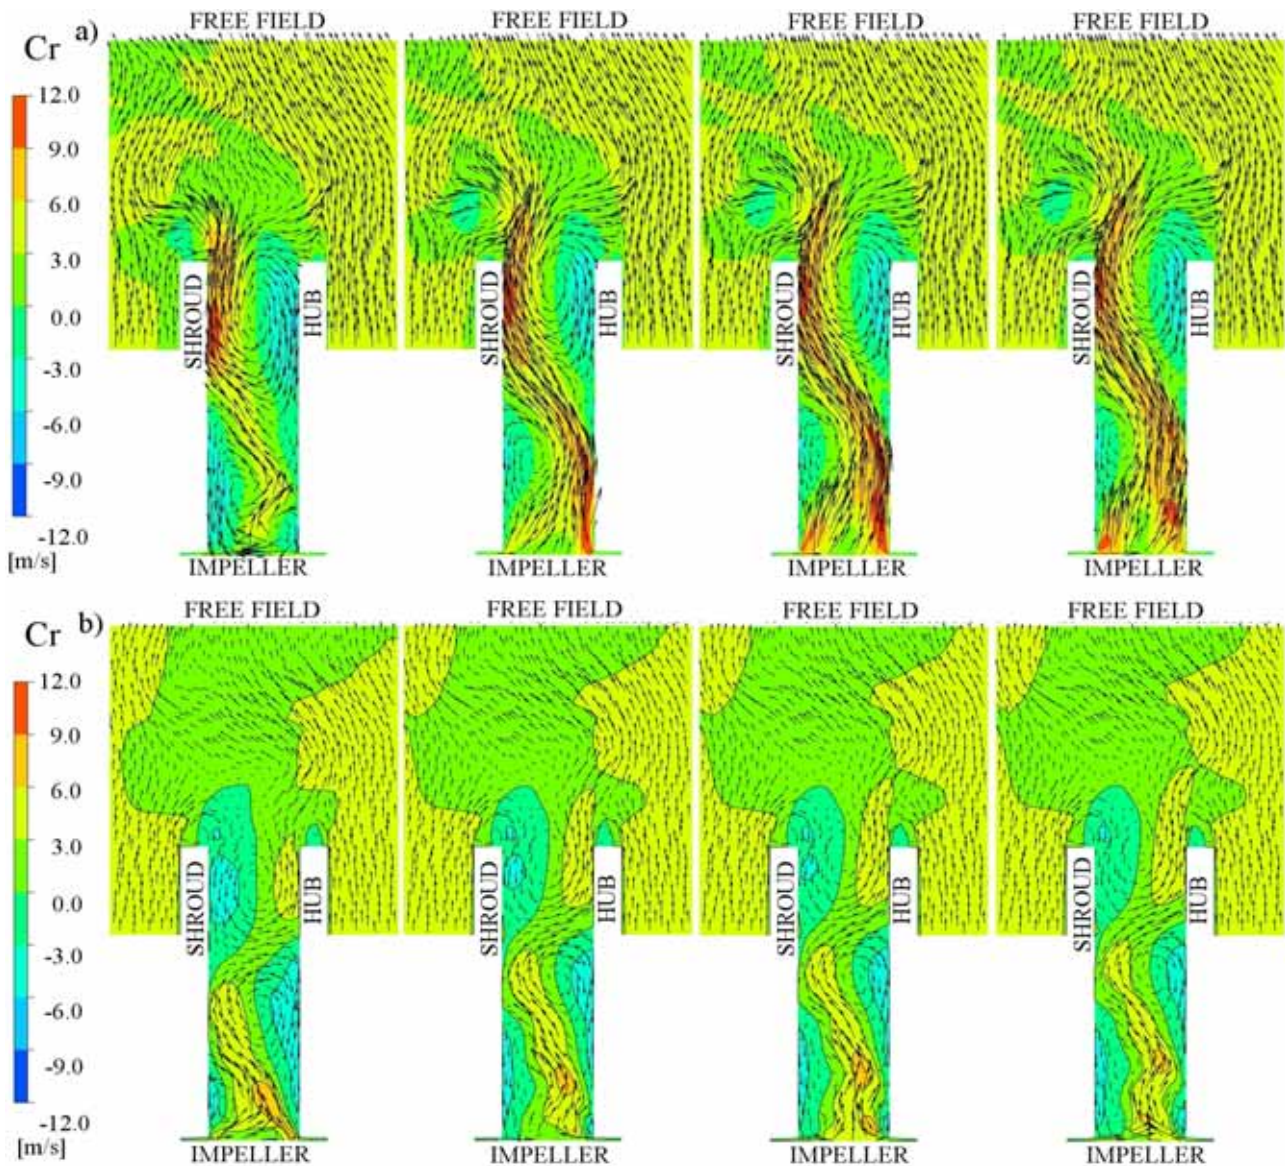 FREE FIELD FREE FIELD FREE FIELD FREE FIELD
a)
Cr
12.0
9.0
6.0
3.0
0.0
-3.0
-6.0
-9.0
-12.0
[m/s]
SHROUD HUB SHROUD HUB SHROUD HUB SHROUD HUB
IMPELLER IMPELLER IMPELLER IMPELLER
FREE FIELD FREE FIELD FREE FIELD FREE FIELD
b)
Cr
12.0
9.0
6.0
3.0
0.0
-3.0
-6.0
-9.0
-12.0
[m/s]
SHROUD HUB SHROUD HUB SHROUD HUB SHROUD HUB
IMPELLER IMPELLER IMPELLER IMPELLER